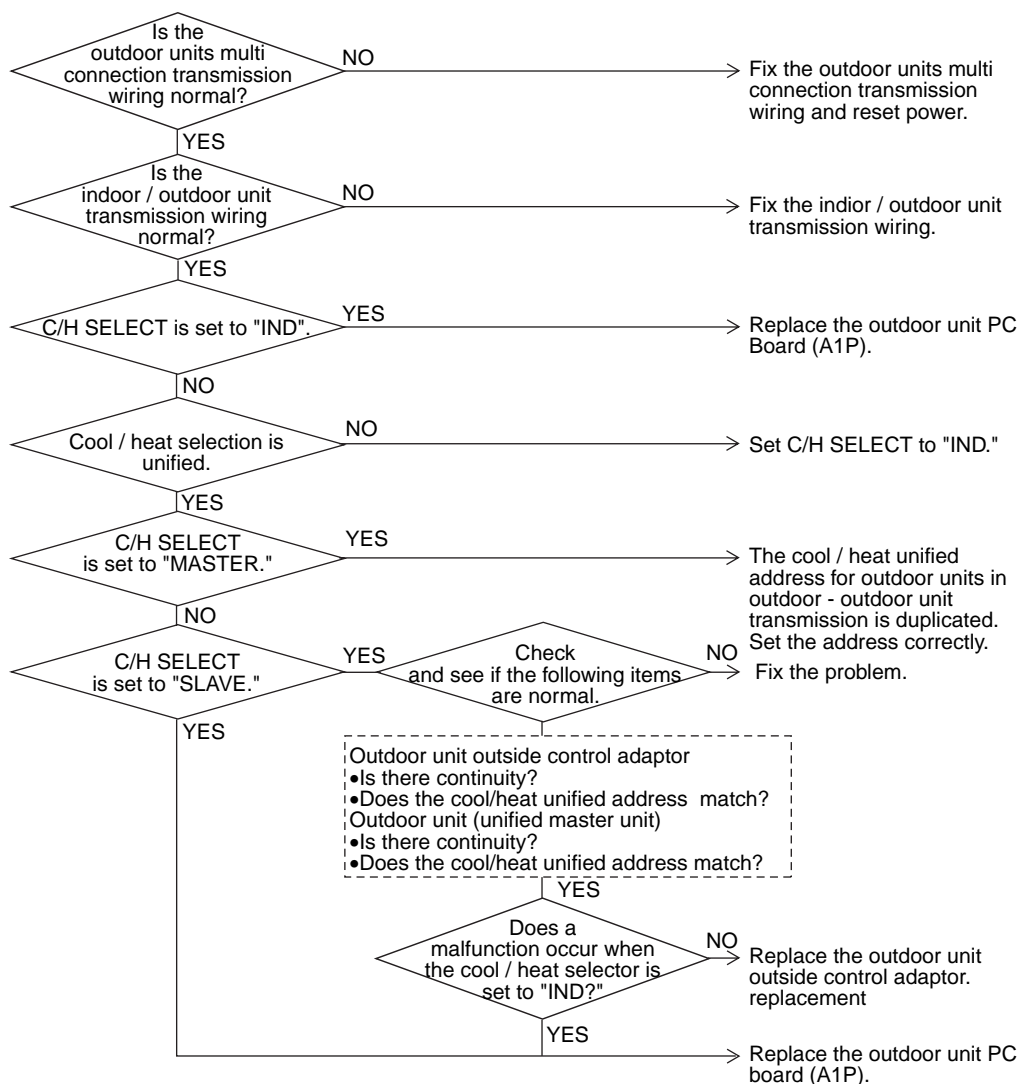 Is the
outdoor units multi
connection transmission
wiring normal?
NO
Fix the outdoor units multi
connection transmission
wiring and reset power.
YES
Is the
indoor / outdoor unit
transmission wiring
normal?
NO
Fix the indior / outdoor unit
transmission wiring.
YES
C/H SELECT is set to "IND".
YES
Replace the outdoor unit PC
Board (A1P).
NO
Cool / heat selection is
unified.
NO
Set C/H SELECT to "IND."
YES
C/H SELECT
is set to "MASTER."
YES
The cool / heat unified
address for outdoor units in
outdoor - outdoor unit
transmission is duplicated.
Set the address correctly.
NO
C/H SELECT
is set to "SLAVE."
YES
Check
and see if the following items
are normal.
NO
Fix the problem.
YES
Outdoor unit outside control adaptor
•Is there continuity?
•Does the cool/heat unified address  match?
Outdoor unit (unified master unit)
•Is there continuity?
•Does the cool/heat unified address match?
YES
Does a
malfunction occur when
the cool / heat selector is
set to "IND?"
NO
Replace the outdoor unit
outside control adaptor.
replacement
YES
Replace the outdoor unit PC
board (A1P).